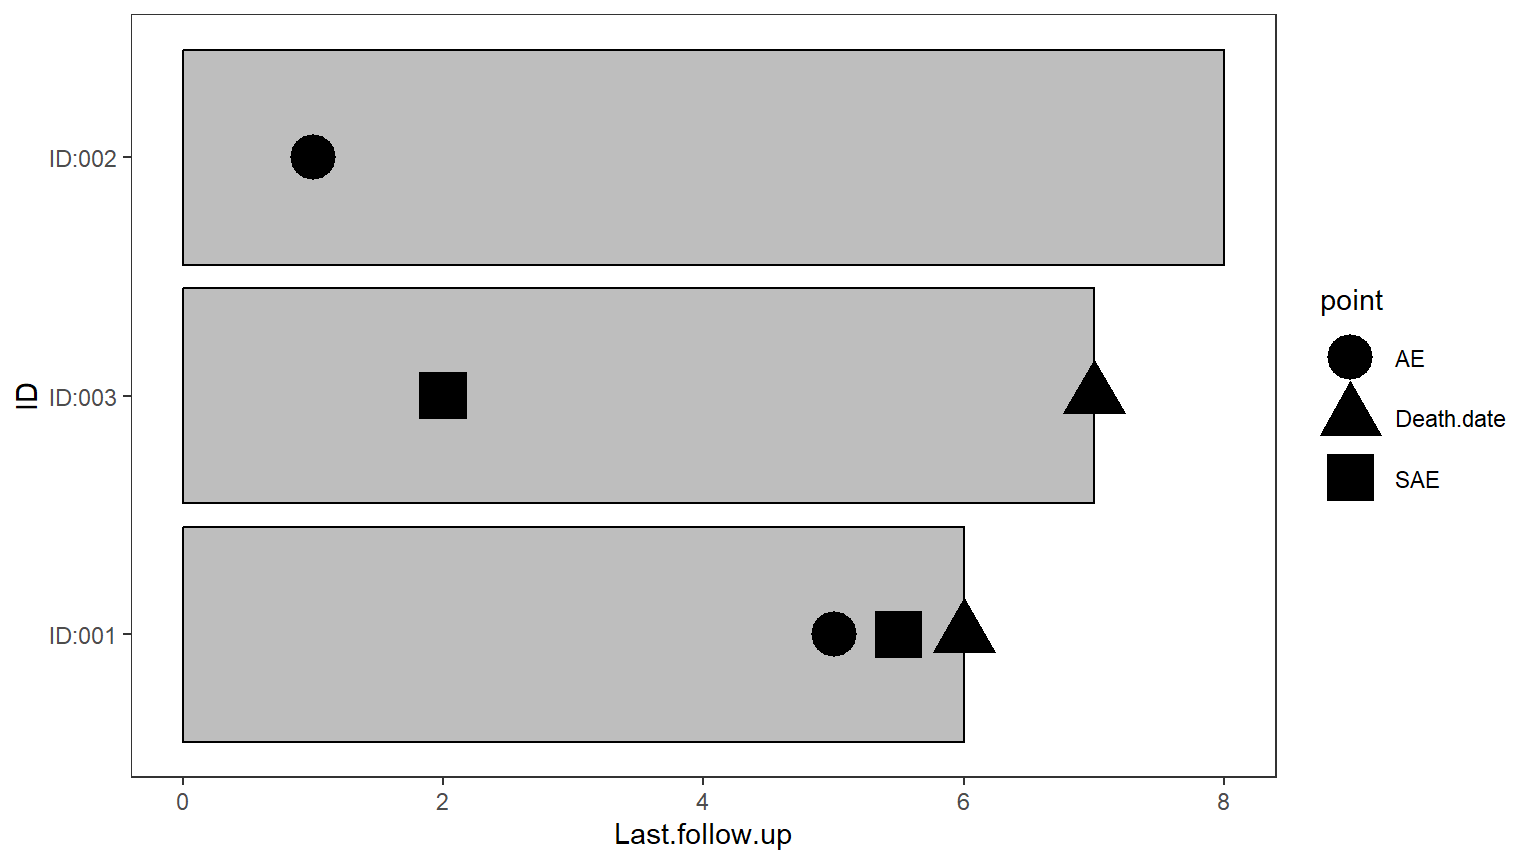 ID:002
ID:003
ID:001
ID
0 2 4 6 8
Last.follow.up
point
AE
Death.date
SAE